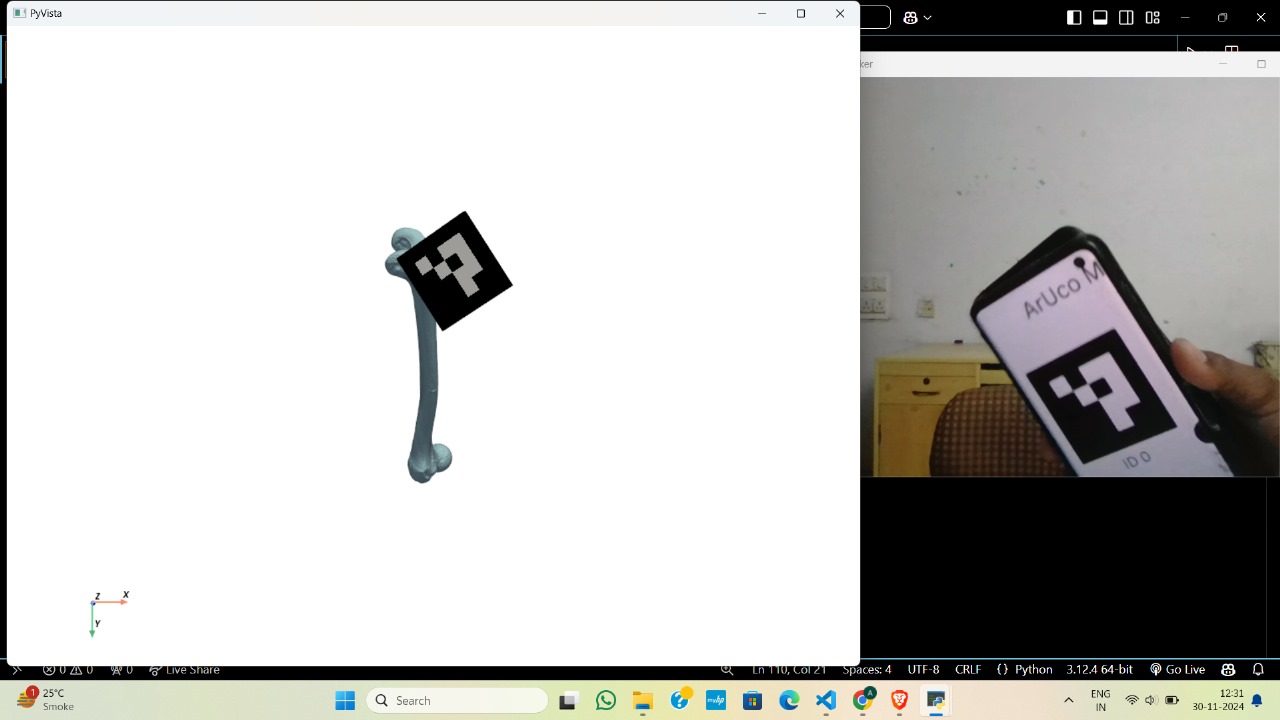 PyVista
ker
ArUco M
ID 0
Z X
Y
0 0 0 Live Share
Ln 110, Col 21 Spaces: 4 UTF-8 CRLF {} Python 3.12.4 64-bit Go Live
1 25°C
Smoke
Search
myhp
A
ENG
IN
12:31
30-11-2024